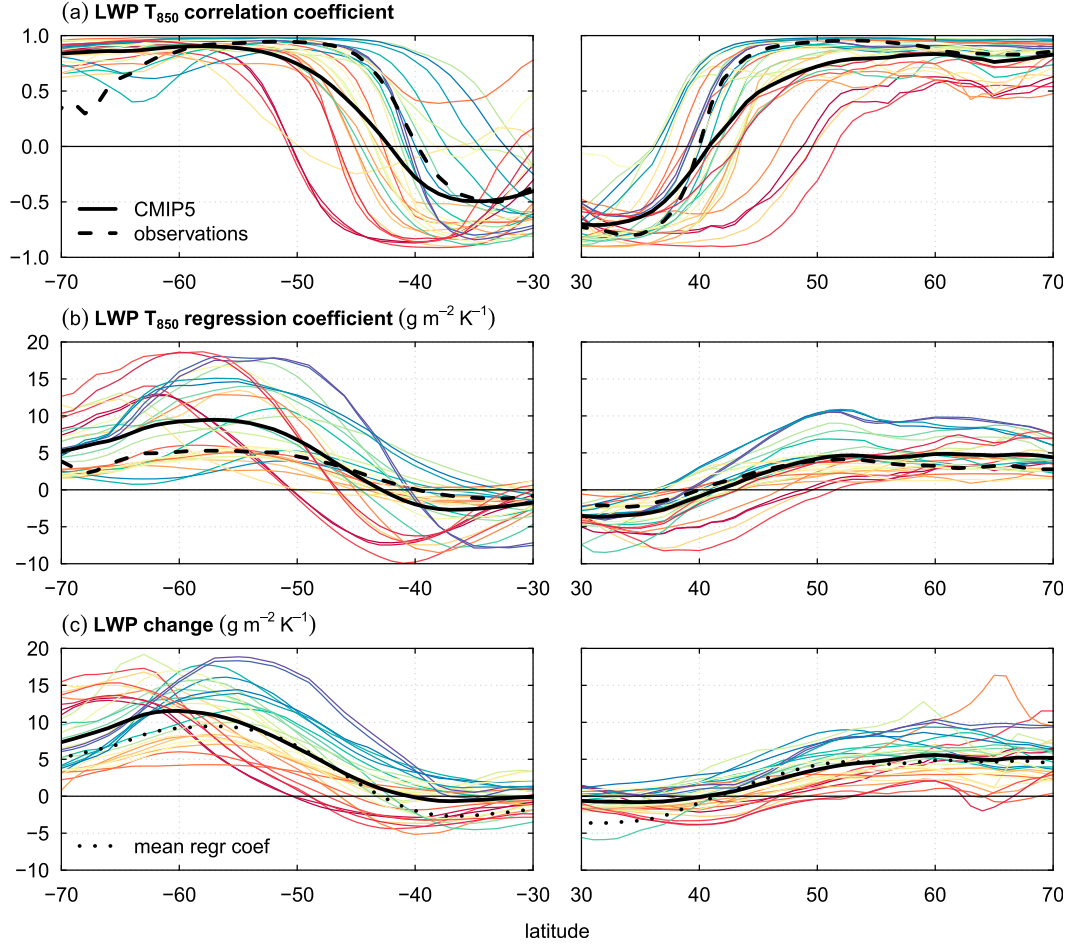 (a) LWP T850 correlation coefficient
1.0
0.5
0.0
−0.5
−1.0
CMIP5
observations
−70 −60 −50 −40 −30
30 40 50 60 70
(b) LWP T850 regression coefficient (g m−2 K−1)
20
15
10
5
0
−5
−10
−70 −60 −50 −40 −30
30 40 50 60 70
(c) LWP change (g m−2 K−1)
20
15
10
5
0
−5
−10
mean regr coef
−70 −60 −50 −40 −30
30 40 50 60 70
latitude